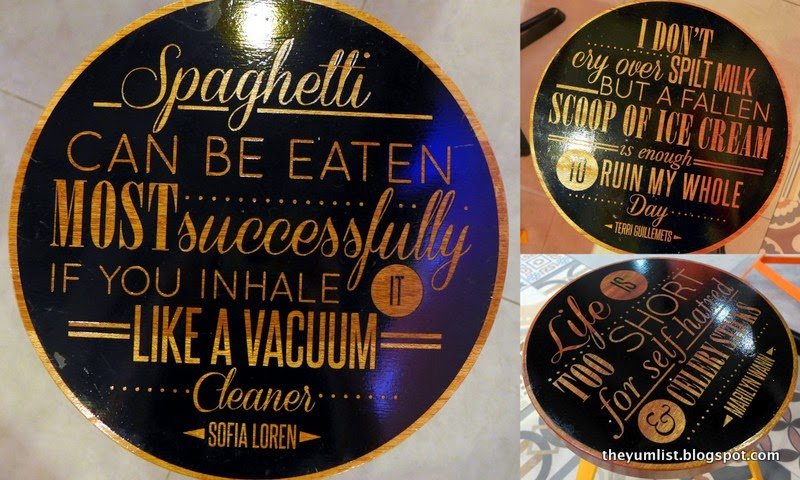 Spaghetti
CAN BE EATEN
MOST successfully
IF YOU INHALE IT
LIKE A VACUUM
Cleaner
SOFIA LOREN
I DON'T
cry over SPILT MILK
BUT A FALLEN
SCOOP OF ICE CREAM
is enough
TO RUIN MY WHOLE
Day
TERRI GUILLEMETS
Life IS
TOO SHORT
for self-hatred
& CELERY STICKS
MARILYN WANN
theyumlist.blogspot.com